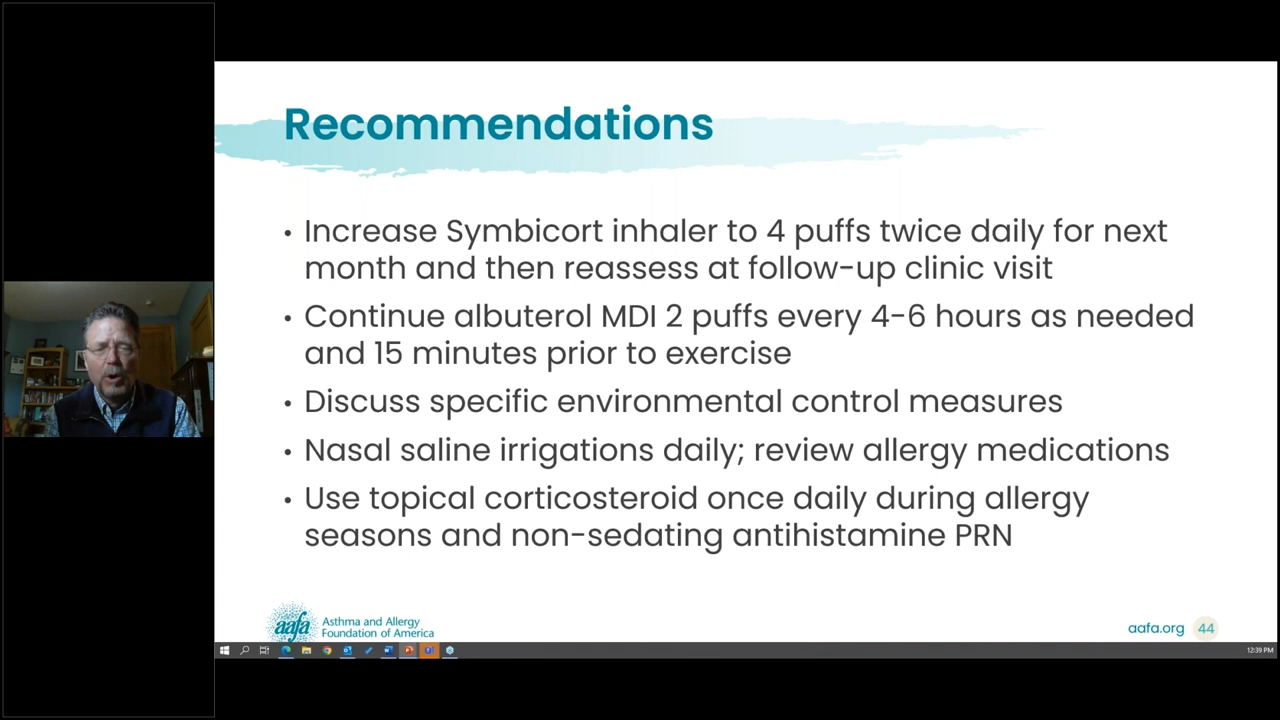 Recommendations
• Increase Symbicort inhaler to 4 puffs twice daily for next
month and then reassess at follow-up clinic visit
• Continue albuterol MDI 2 puffs every 4-6 hours as needed
and 15 minutes prior to exercise
• Discuss specific environmental control measures
• Nasal saline irrigations daily; review allergy medications
• Use topical corticosteroid once daily during allergy
seasons and non-sedating antihistamine PRN
aafa
Asthma and Allergy
Foundation of America
aafa.org 44
12:39 PM